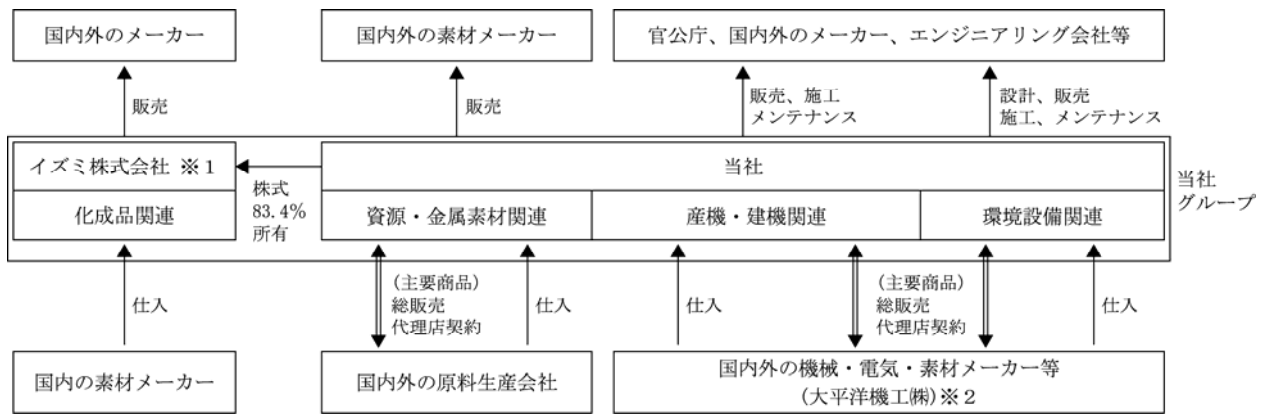 国内外のメーカー
国内外の素材メーカー
官公庁、国内外のメーカー、エンジニアリング会社等
販売
販売
販売、施工
メンテナンス
設計、販売
施工、メンテナンス
イズミ株式会社 ※1
化成品関連
株式
83.4%
所有
当社
資源・金属素材関連
産機・建機関連
環境設備関連
当社
グループ
仕入
(主要商品)
総販売
代理店契約
仕入
仕入
(主要商品)
総販売
代理店契約
仕入
国内の素材メーカー
国内外の原料生産会社
国内外の機械・電気・素材メーカー等
(大平洋機工㈱)※2